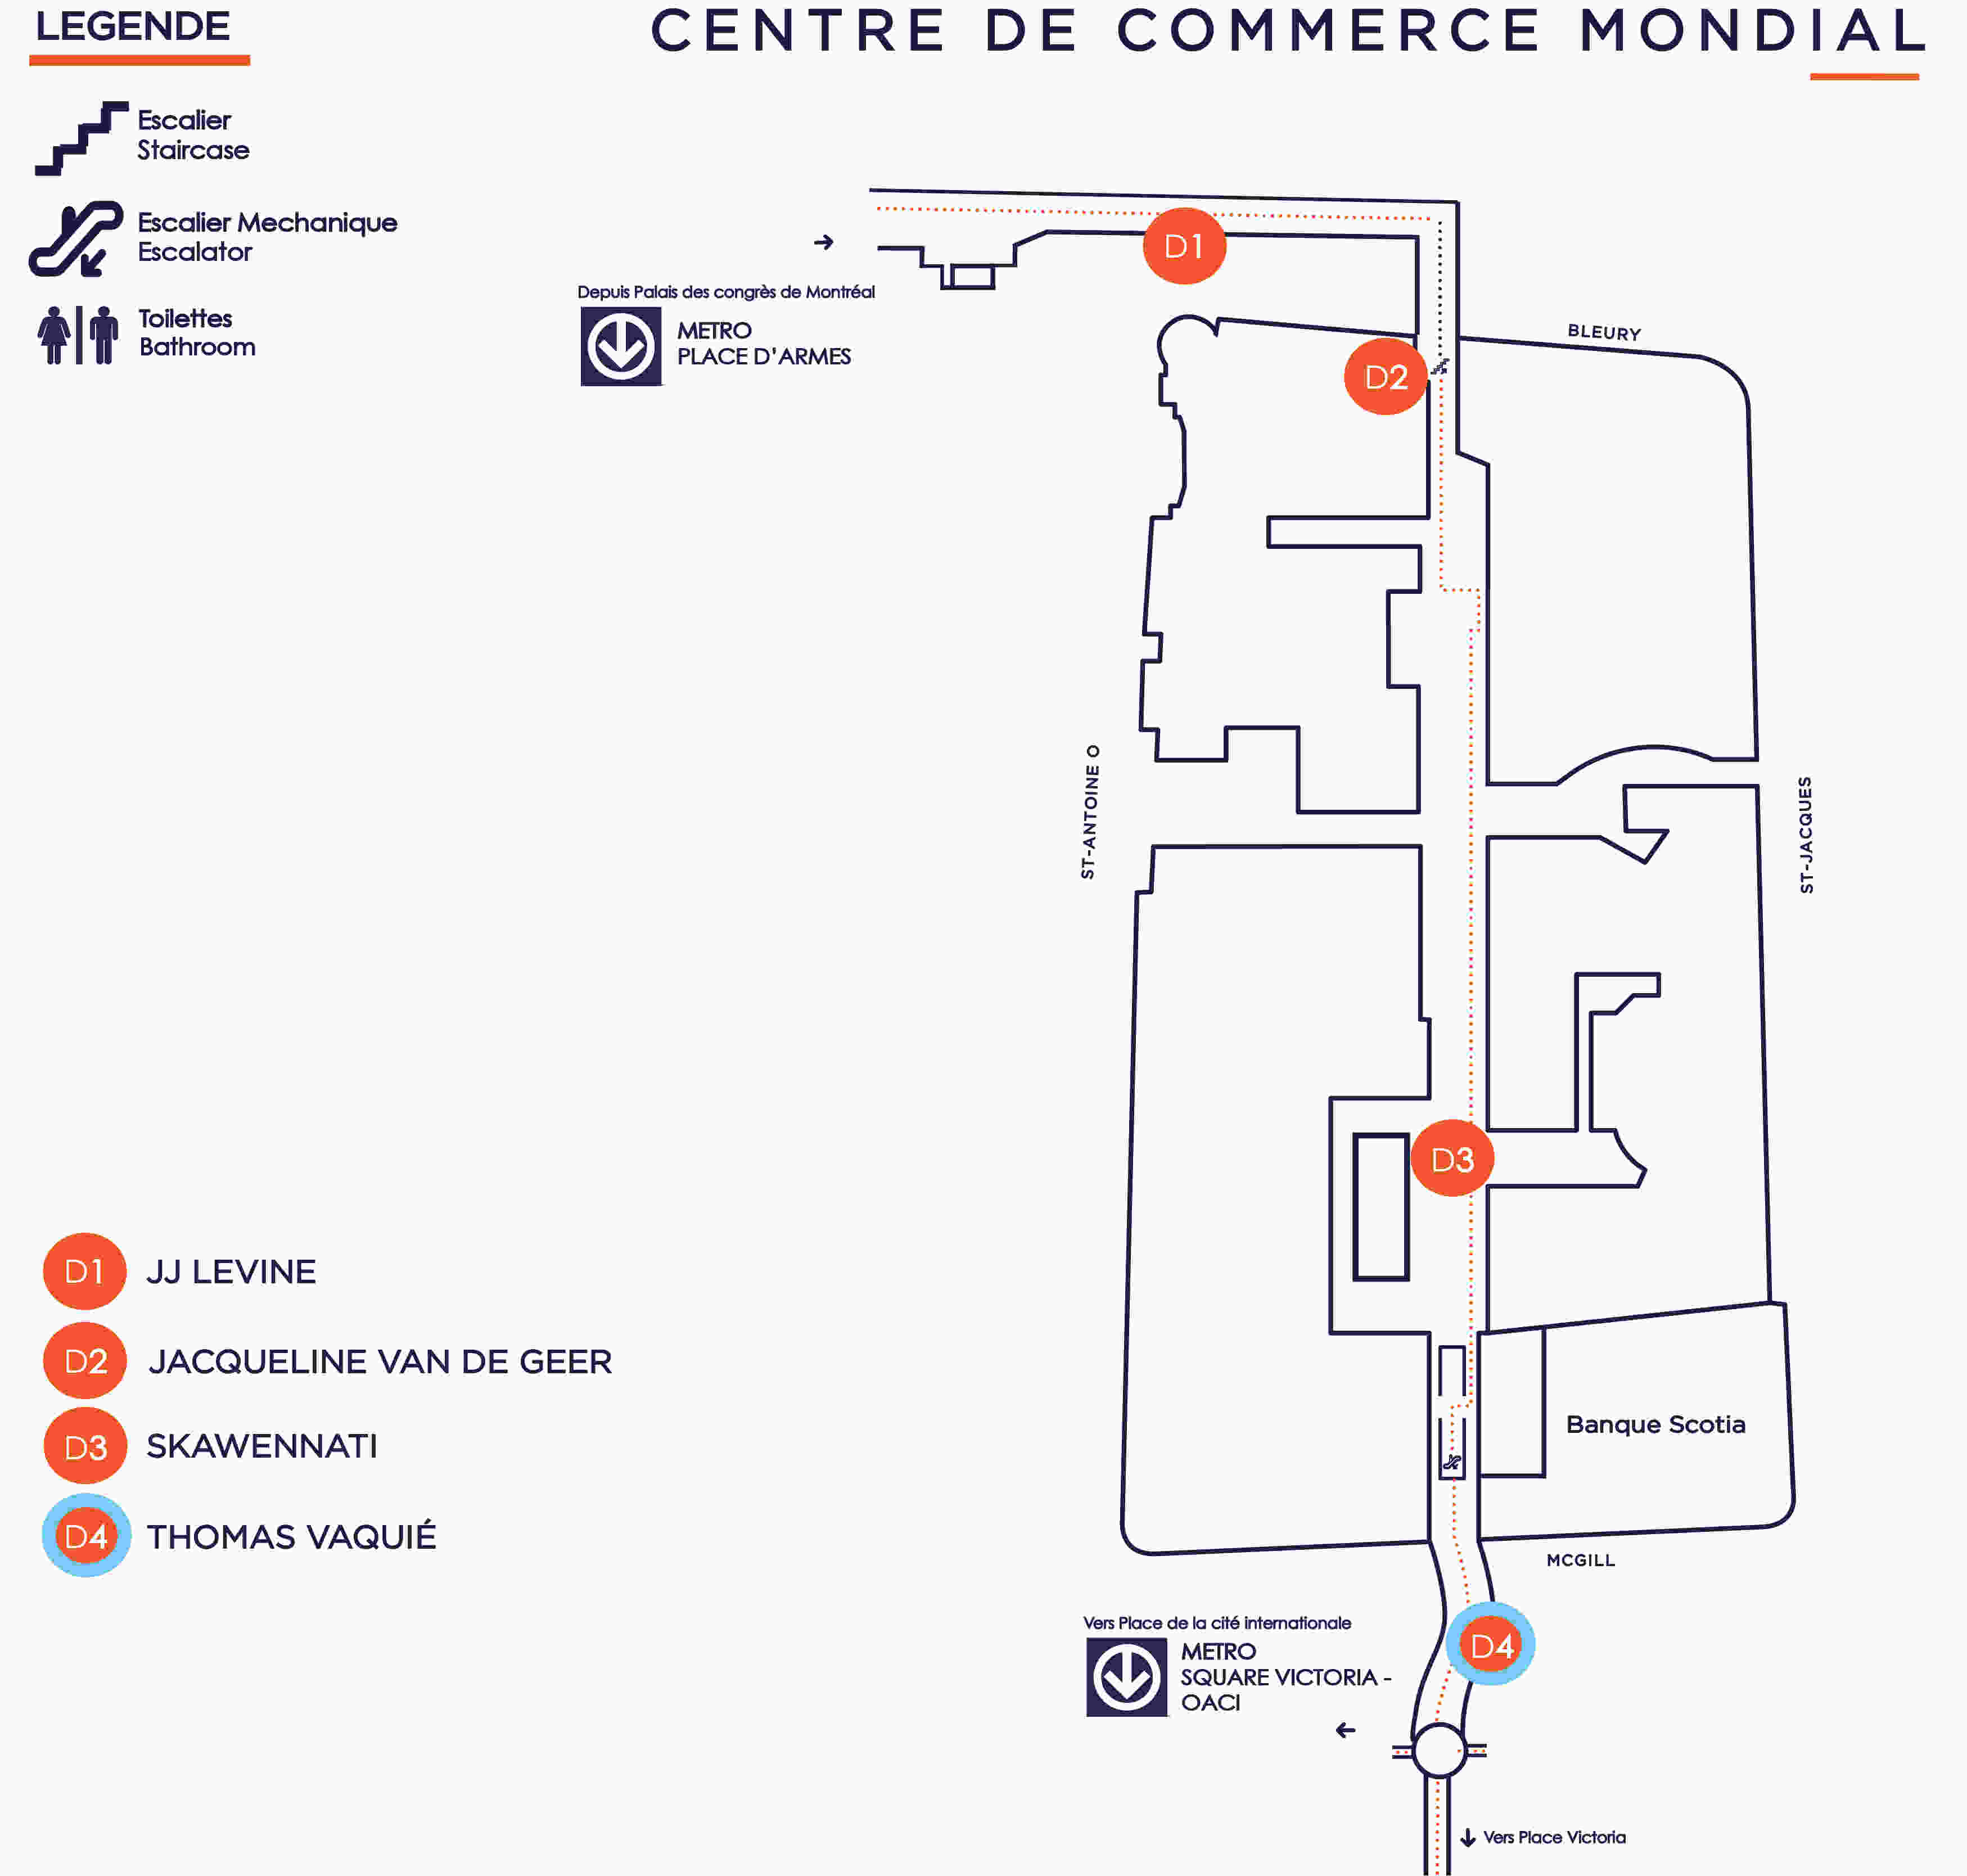 LEGENDE
CENTRE DE COMMERCE MONDIAL
Escalier
Staircase
Escalier Mechanique
Escalator
Toilettes
Bathroom
D1
Depuis Palais des congrès de Montréal
METRO
PLACE D'ARMES
BLEURY
D2
ST-ANTOINE O
ST-JACQUES
D3
D1 JJ LEVINE
D2 JACQUELINE VAN DE GEER
D3 SKAWENNATI
D4 THOMAS VAQUIÉ
Banque Scotia
MCGILL
Vers Place de la cité internationale
METRO
SQUARE VICTORIA -
OACI
D4
Vers Place Victoria